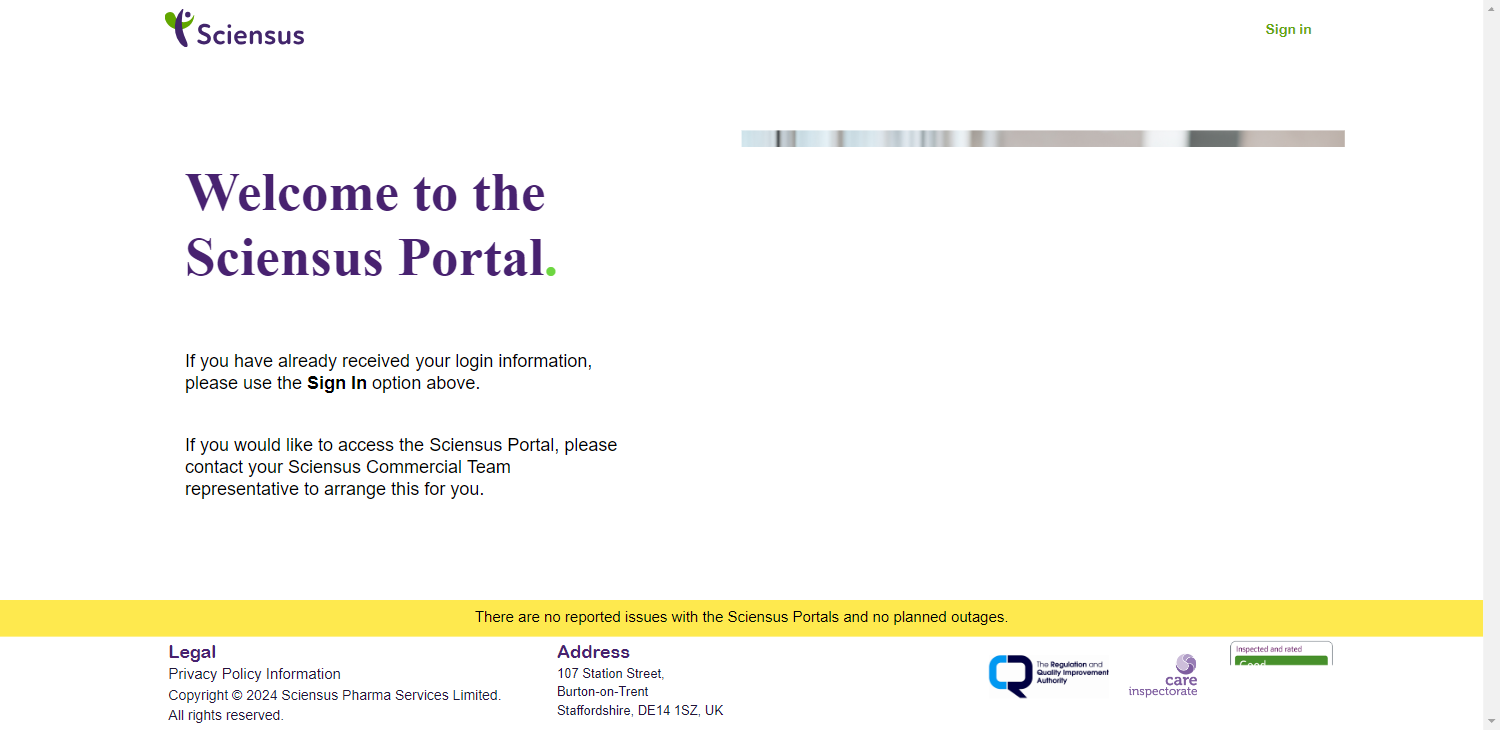 Sciensus
Sign in
Welcome to the
Sciensus Portal.
If you have already received your login information,
please use the Sign In option above.
If you would like to access the Sciensus Portal, please
contact your Sciensus Commercial Team
representative to arrange this for you.
There are no reported issues with the Sciensus Portals and no planned outages.
Legal
Privacy Policy Information
Copyright © 2024 Sciensus Pharma Services Limited.
All rights reserved.
Address
107 Station Street,
Burton-on-Trent
Staffordshire, DE14 1SZ, UK
The Regulation and
Quality Improvement
Authority
care
inspectorate
Inspected and rated
Good